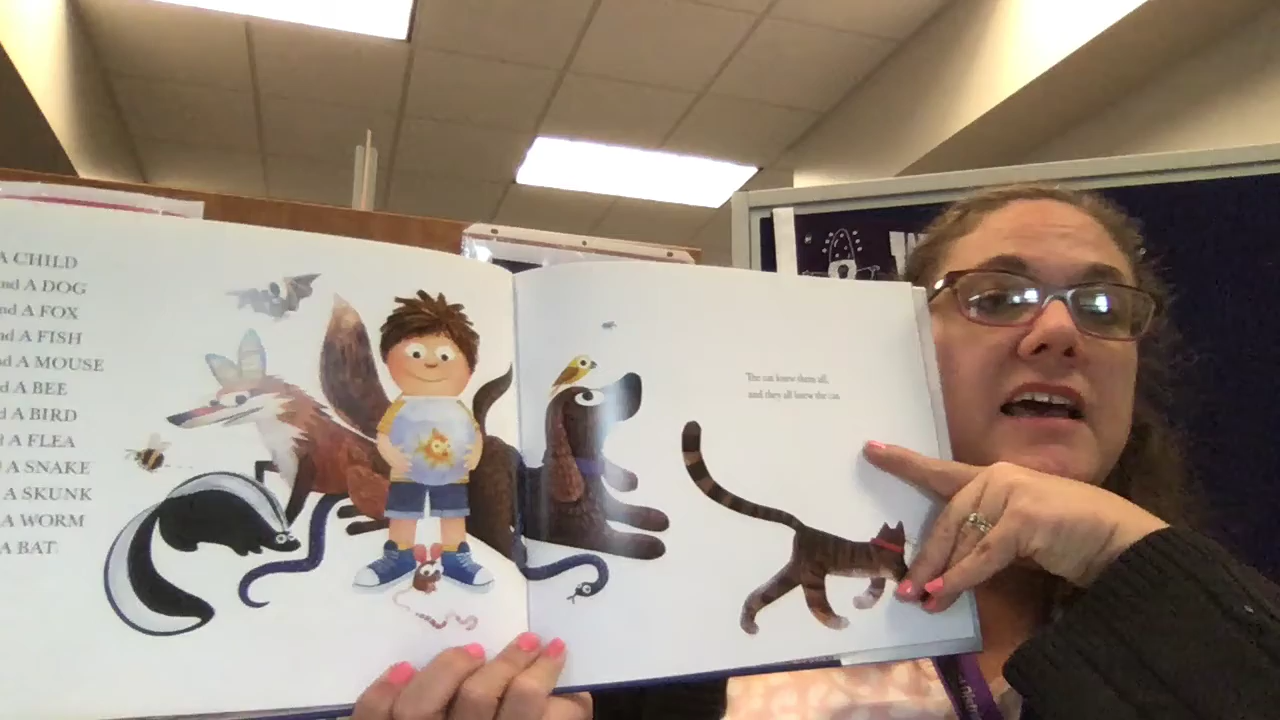 A CHILD
nd A DOG
nd A FOX
nd A FISH
nd A MOUSE
d A BEE
d A BIRD
A FLEA
A SNAKE
A SKUNK
A WORM
A BAT.
The cat knew them all,
and they all knew the cat.